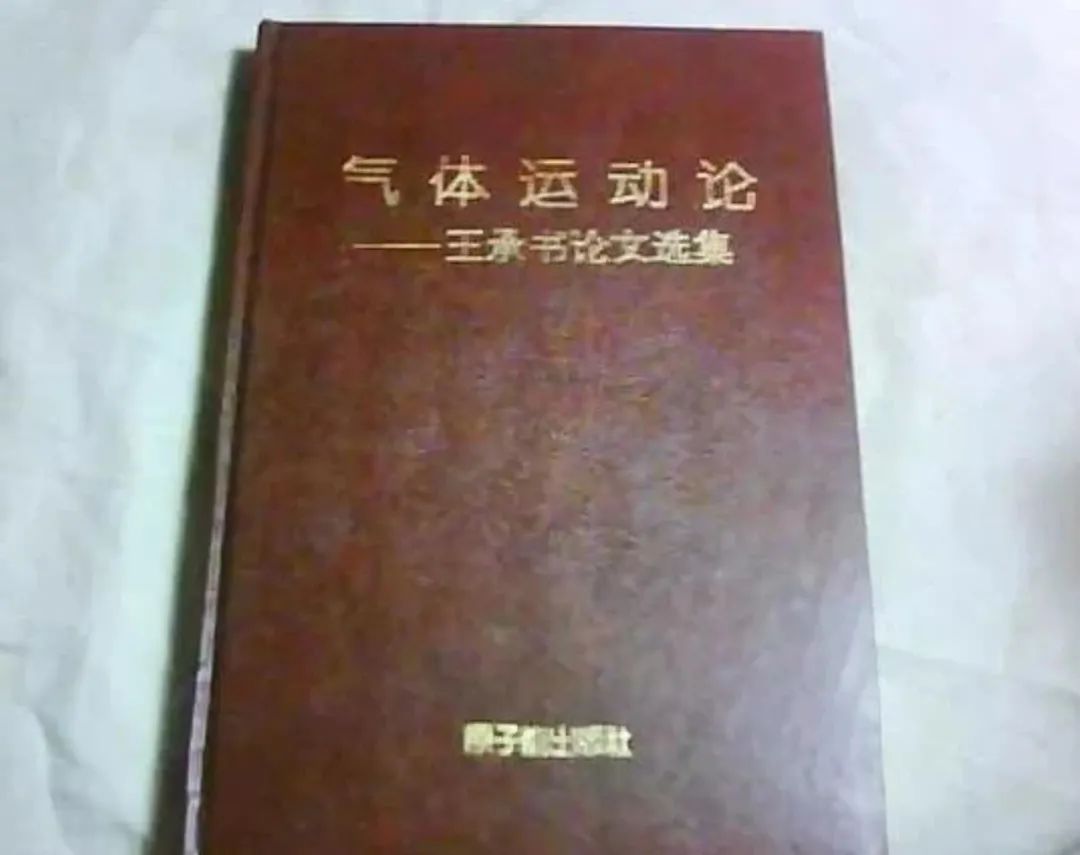 气体运动论
——王承书论文选集
原子能出版社